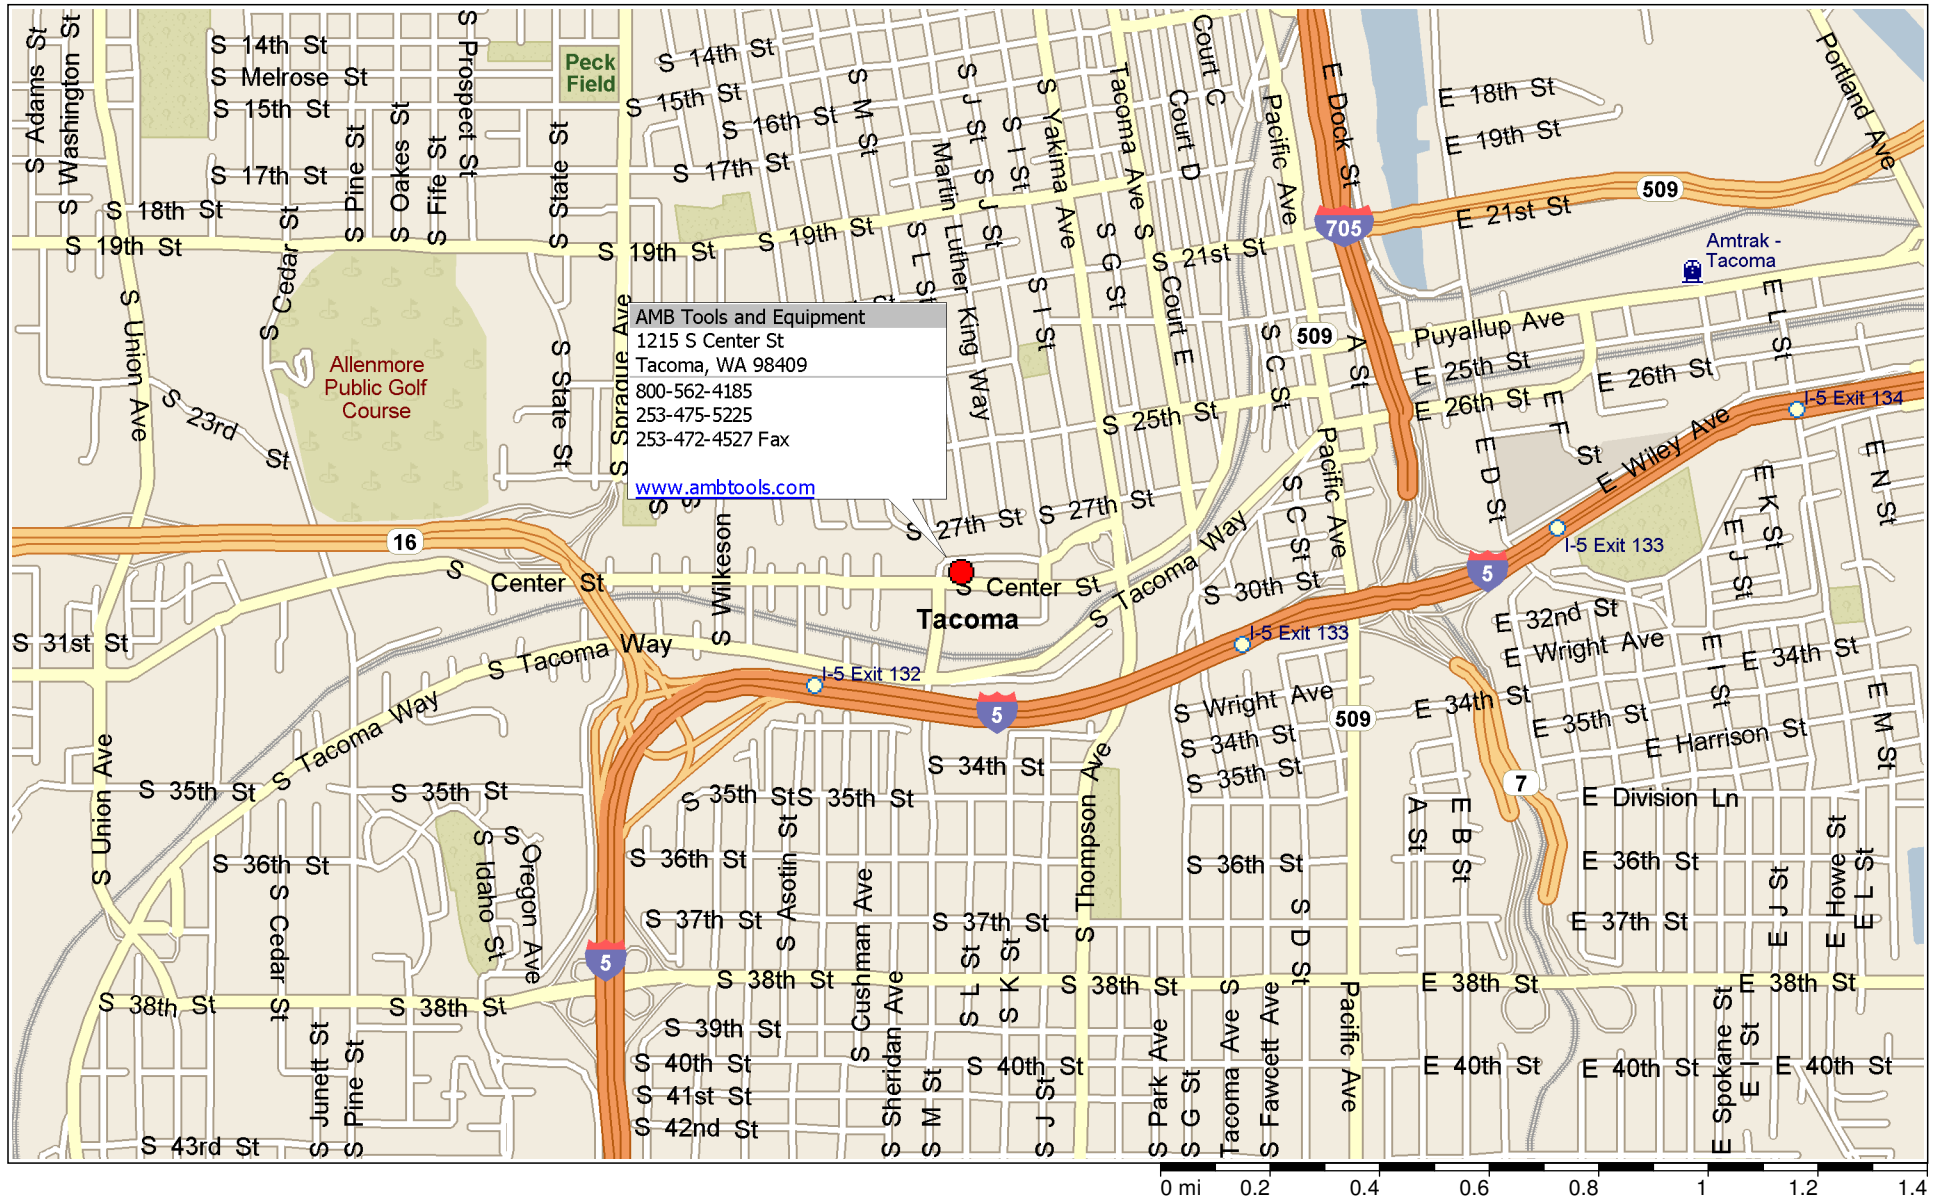 S Adams St
S Washington St
S 14th St
S Melrose St
S 15th St
S 17th St
S 18th St
S 19th St
S Prospect St
S Pine St
S Oakes St
S Fife St
S State St
S Cedar St
Peck
Field
S 14th St
S 15th St
S 16th St
S 17th St
S 19th St
S 19th St
S M St
S J St
S I St
S J St
Martin Luther King Way
S L St
S Yakima Ave
Tacoma Ave S
Court C
Court D
S G St
S I St
S 21st St
S Court E
Pacific Ave
E Dock St
705
509
E 18th St
E 19th St
E 21st St
Portland Ave
Amtrak -
Tacoma
E L St
Puyallup Ave
509
S C St
A St
E 25th St
E 26th St
E 26th St
E F St
E Wiley Ave
I-5 Exit 134
E D St
E K St
E N St
E J St
S Union Ave
S 23rd St
Allenmore
Public Golf
Course
S State St
S Sprague Ave
AMB Tools and Equipment
1215 S Center St
Tacoma, WA 98409
800-562-4185
253-475-5225
253-472-4527 Fax
www.ambtools.com
S 25th St
S 27th St
S 27th St
Pacific Ave
S C St
I-5 Exit 133
5
16
S Center St
S Wilkeson St
S Center St
Tacoma
S Tacoma Way
S 30th St
I-5 Exit 133
E 32nd St
Wright Ave
E
E 34th St
E I St
E M St
S 31st St
S Tacoma Way
I-5 Exit 132
5
S Wright Ave
S 34th St
S 35th St
509
E 34th St
E 35th St
E Harrison St
7
S Tacoma Way
S Union Ave
S 35th St
S 35th St
S 35th St
S 35th St
S 34th St
S Thompson Ave
A St
E B St
E Division Ln
S 36th St
S Idaho St
S Oregon Ave
S 36th St
S Asotin St
S Cushman Ave
S 36th St
E 36th St
E J St
E Howe St
E L St
S Cedar St
S 37th St
S 37th St
S L St
S K St
S D St
E 37th St
5
S 38th St
S 38th St
S 38th St
S 38th St
E 38th St
E 38th St
S Junett St
S Pine St
S 39th St
S 40th St
S 41st St
S 42nd St
S 43rd St
S Sheridan Ave
S M St
S 40th St
S J St
S Park Ave
S G St
Tacoma Ave S
S Fawcett Ave
Pacific Ave
E 40th St
E 40th St
E Spokane St
E I St
E 40th St
0 mi 0.2 0.4 0.6 0.8 1 1.2 1.4